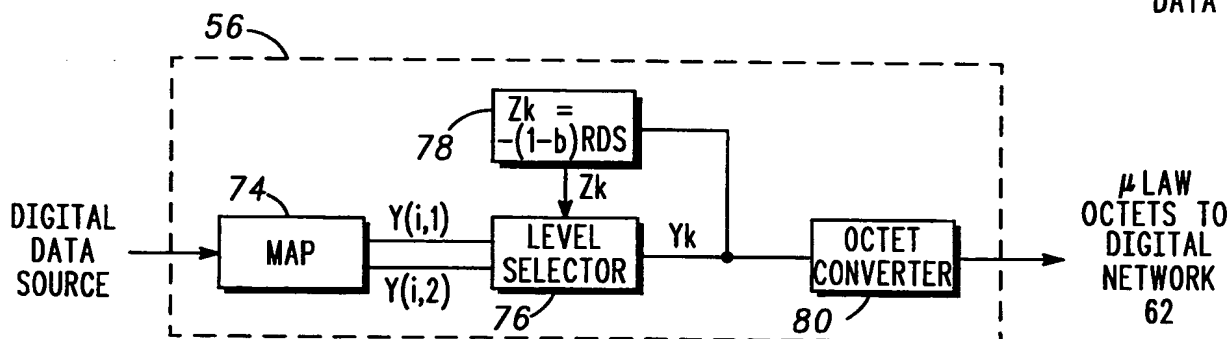 DATA
56
Zk =
-(1-b)RDS
78
Zk
74
DIGITAL
DATA
SOURCE
MAP
Y(i,1)
Y(i,2)
LEVEL
SELECTOR
76
Yk
OCTET
CONVERTER
80
μLAW
OCTETS TO
DIGITAL
NETWORK
62